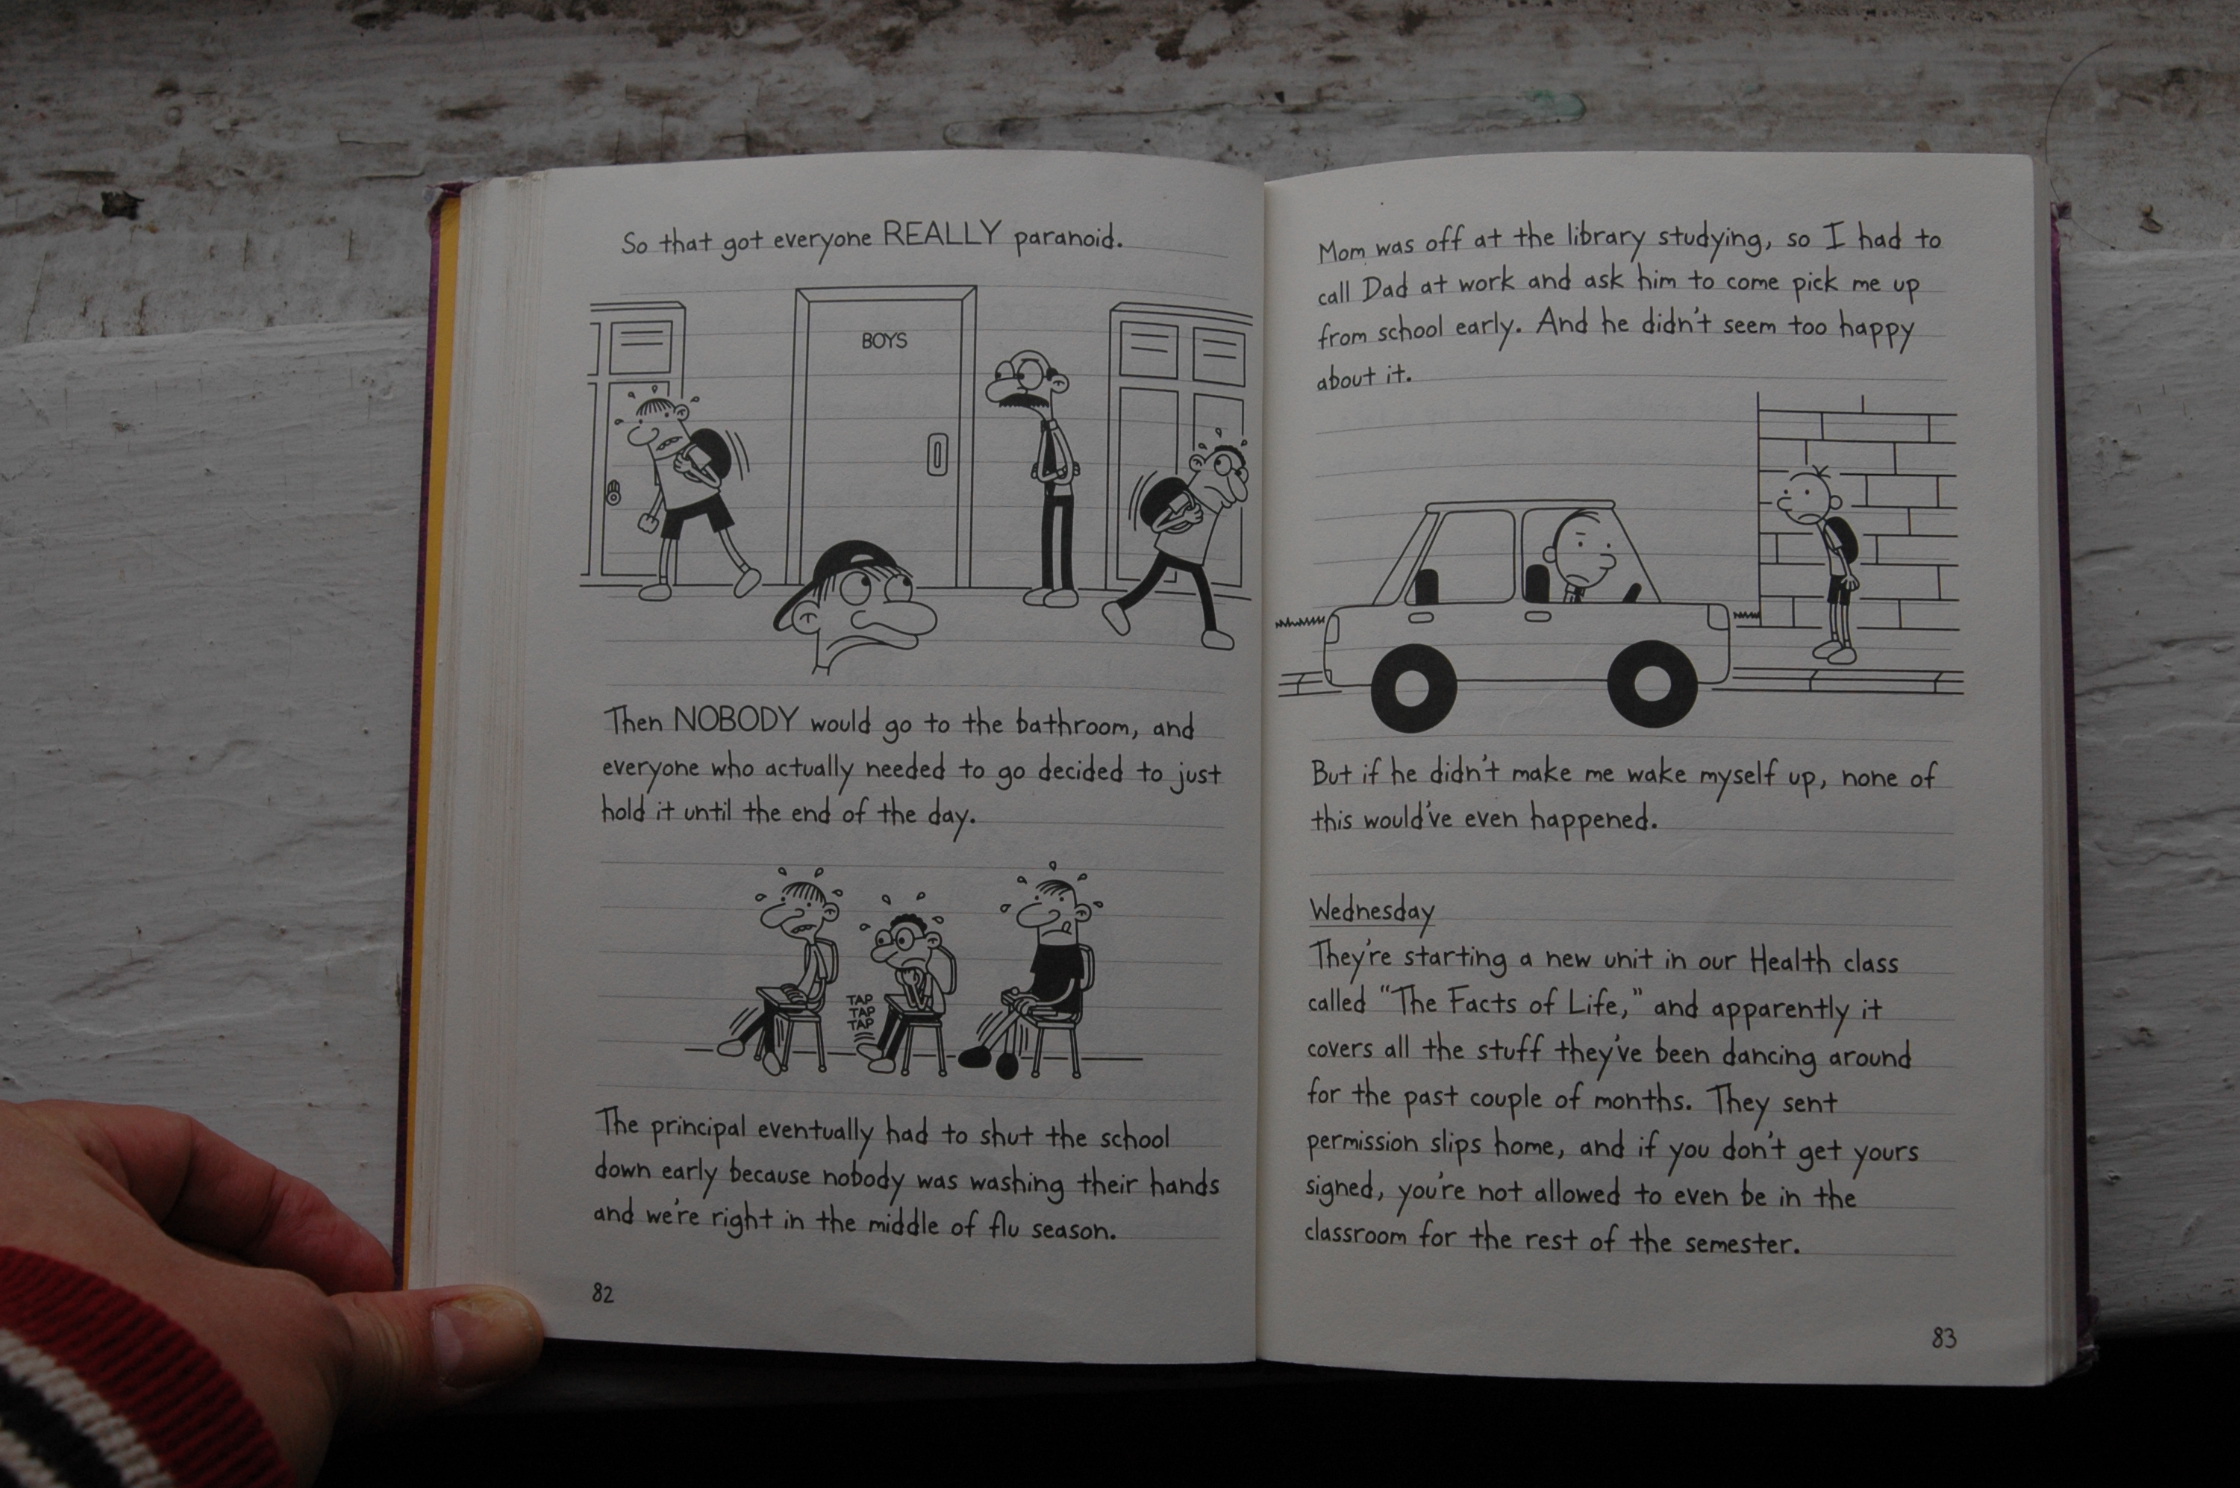 So that got everyone REALLY paranoid.
BOYS
Then NOBODY would go to the bathroom, and
everyone who actually needed to go decided to just
hold it until the end of the day.
TAP
TAP
TAP
The principal eventually had to shut the school
down early because nobody was washing their hands
and we're right in the middle of flu season.
82
Mom was off at the library studying, so I had to
call Dad at work and ask him to come pick me up
from school early. And he didn't seem too happy
about it.
But if he didn't make me wake myself up, none of
this would've even happened.
Wednesday
They're starting a new unit in our Health class
called "The Facts of Life," and apparently it
covers all the stuff they've been dancing around
for the past couple of months. They sent
permission slips home, and if you don't get yours
signed, you're not allowed to even be in the
classroom for the rest of the semester.
83